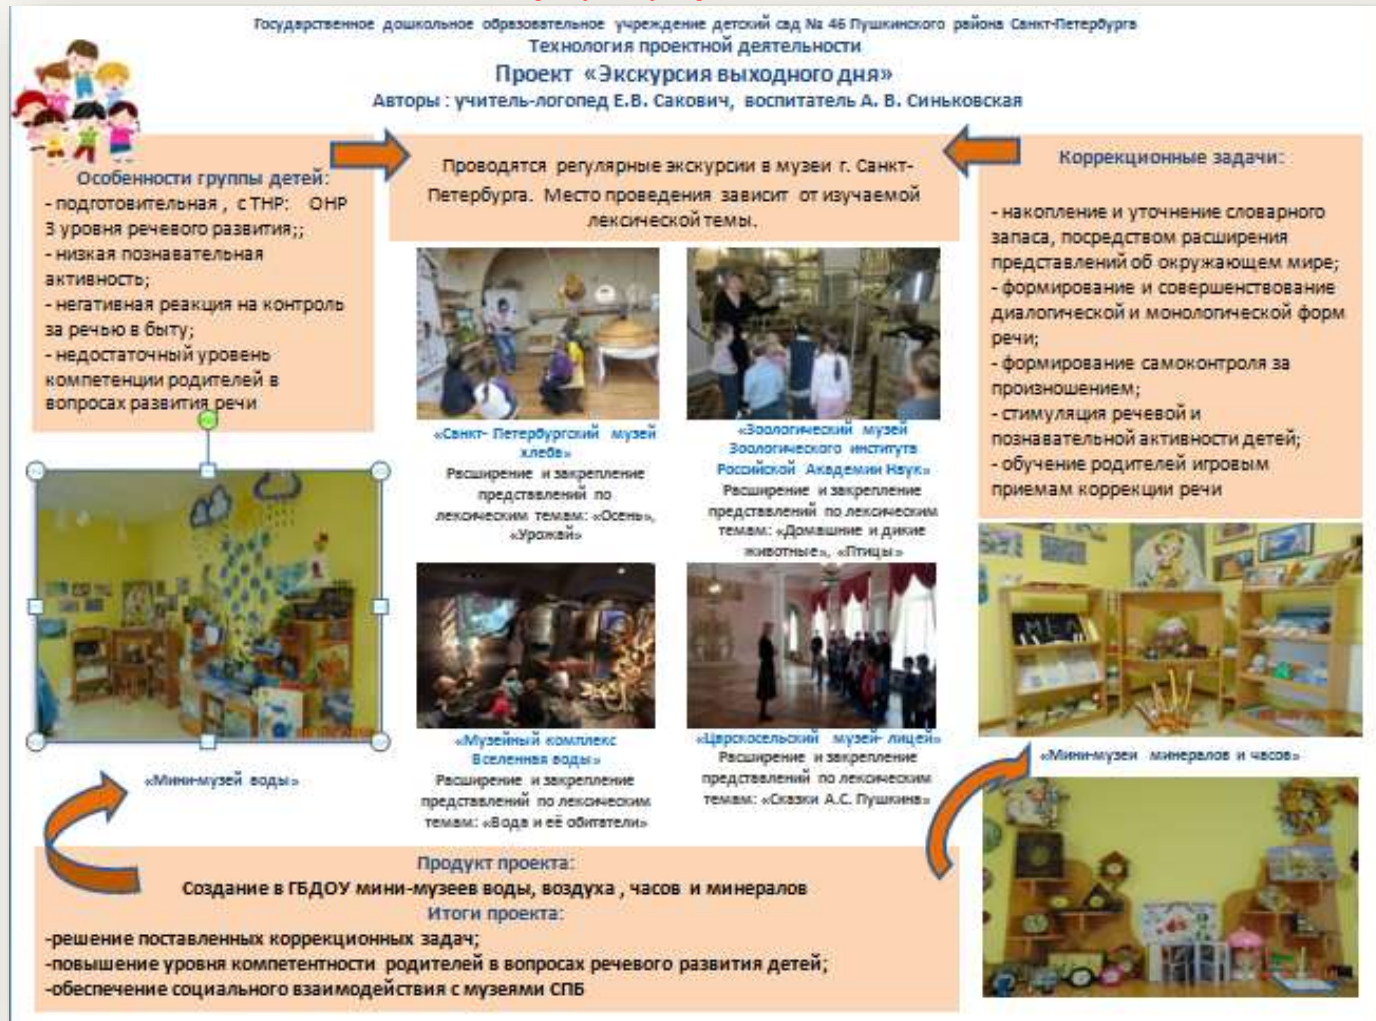 Государственное дошкольное образовательное учреждение детский сад № 46 Пушкинского района Санкт-Петербурга
Технология проектной деятельности
Проект «Экскурсия выходного дня»
Авторы : учитель-логопед Е.В. Сакович, воспитатель А. В. Синьковская
Особенности группы детей:
- подготовительная , с ТНР: ОНР
3 уровня речевого развития;;
- низкая познавательная
активность;
- негативная реакция на контроль
за речью в быту;
- недостаточный уровень
компетенции родителей в
вопросах развития речи
Проводятся регулярные экскурсии в музеи г. Санкт-
Петербурга. Место проведения зависит от изучаемой
лексической темы.
Коррекционные задачи:
- накопление и уточнение словарного
запаса, посредством расширения
представлений об окружающем мире;
- формирование и совершенствование
диалогической и монологической форм
речи;
- формирование самоконтроля за
произношением;
- стимуляция речевой и
познавательной активности детей;
- обучение родителей игровым
приемам коррекции речи
«Санкт- Петербургский музей
хлеба»
Расширение и закрепление
представлений по
лексическим темам: «Осень»,
«Урожай»
«Зоологический музей
Зоологического института
Российской Академии Наук»
Расширение и закрепление
представлений по лексическим
темам: «Домашние и дикие
животные», «Птицы»
«Музейный комплекс
Вселенная воды»
Расширение и закрепление
представлений по лексическим
темам: «Вода и её обитатели»
«Царскосельский музей- лицей»
Расширение и закрепление
представлений по лексическим
темам: «Сказки А.С. Пушкина»
«Мини-музей воды»
«Мини-музеи минералов и часов»
Продукт проекта:
Создание в ГБДОУ мини-музеев воды, воздуха , часов и минералов
Итоги проекта:
-решение поставленных коррекционных задач;
-повышение уровня компетентности родителей в вопросах речевого развития детей;
-обеспечение социального взаимодействия с музеями СПБ